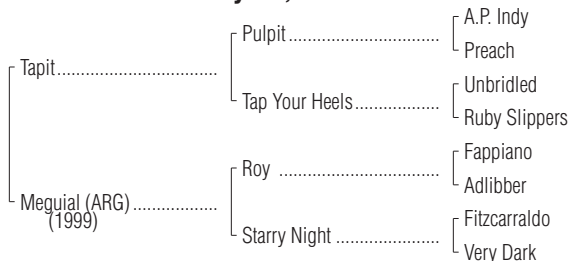 A.P. Indy
Pulpit
Preach
Tapit
Unbridled
Tap Your Heels
Ruby Slippers
Fappiano
Roy
Adlibber
Meguial (ARG)
(1999)
Fitzcarraldo
Starry Night
Very Dark